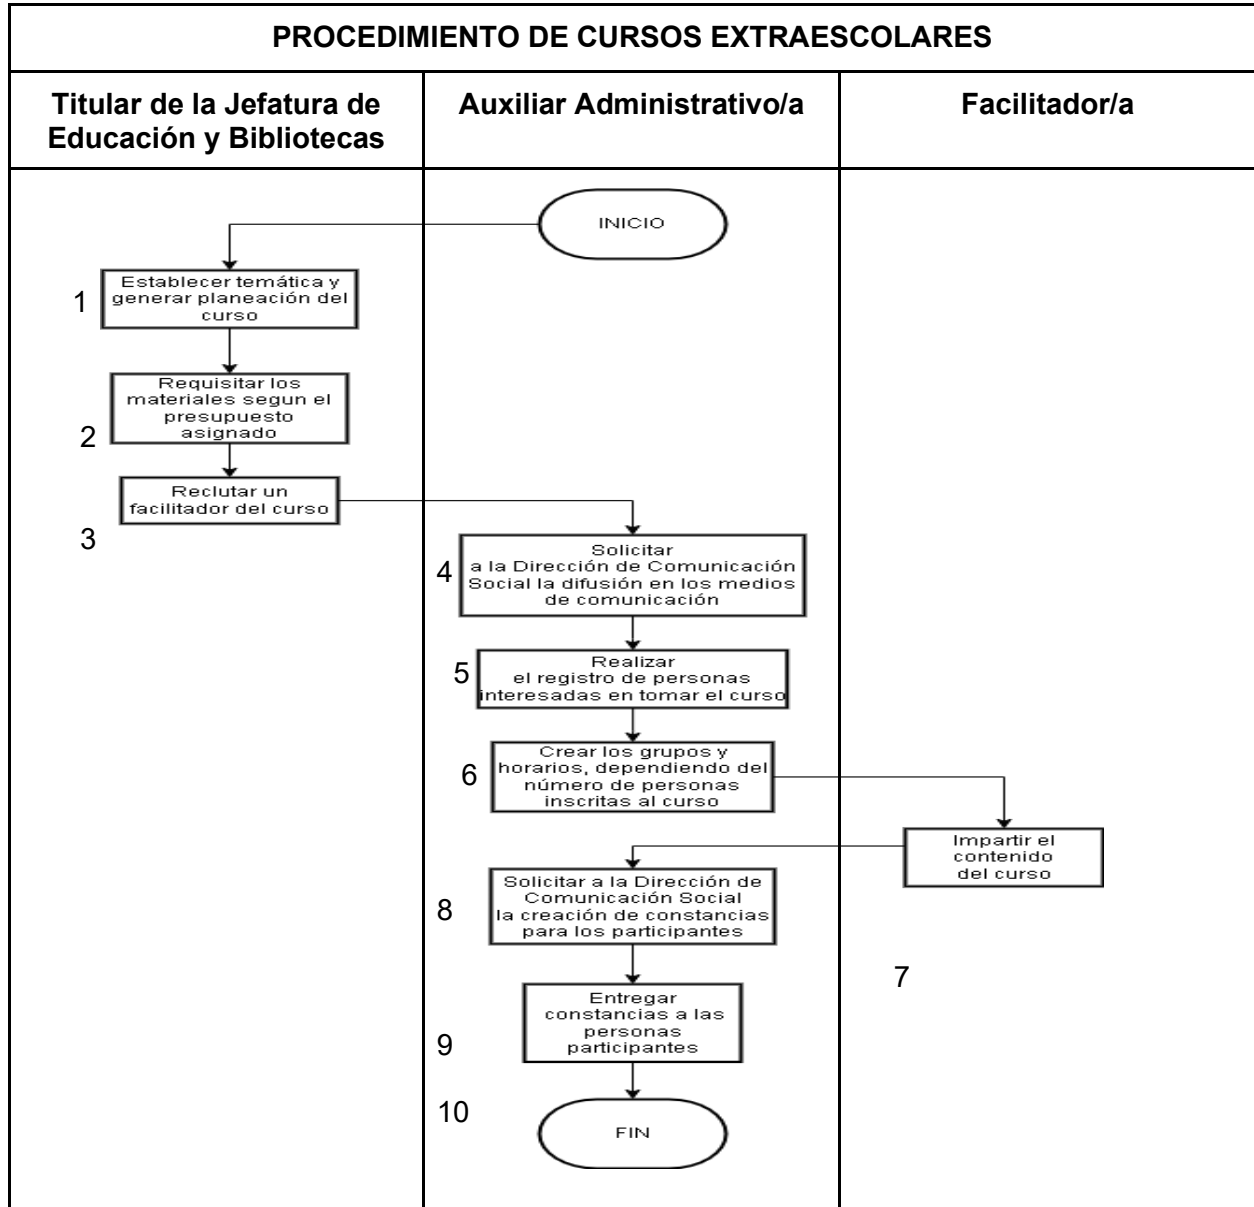 PROCEDIMIENTO DE CURSOS EXTRAESCOLARES
Titular de la Jefatura de
Educación y Bibliotecas
Auxiliar Administrativo/a
Facilitador/a
INICIO
1
Establecer temática y
generar planeación del
curso
2
Requisitar los
materiales segun el
presupuesto
asignado
3
Reclutar un
facilitador del curso
4
Solicitar
a la Dirección de Comunicación
Social la difusión en los medios
de comunicación
5
Realizar
el registro de personas
interesadas en tomar el curso
6
Crear los grupos y
horarios, dependiendo del
número de personas
inscritas al curso
Impartir el
contenido
del curso
7
8
Solicitar a la Dirección de
Comunicación Social
la creación de constancias
para los participantes
9
Entregar
constancias a las
personas
participantes
10
FIN